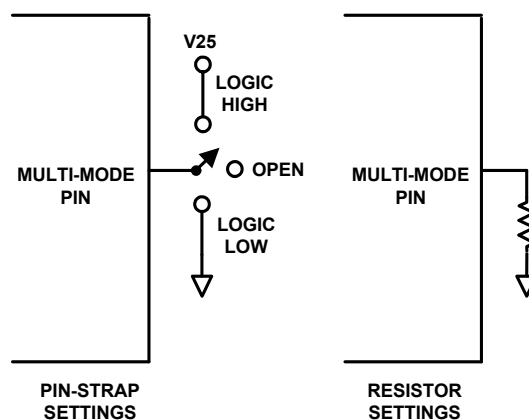 V25
LOGIC
HIGH
MULTI-MODE
PIN
OPEN
LOGIC
LOW
PIN-STRAP
SETTINGS
MULTI-MODE
PIN
RESISTOR
SETTINGS